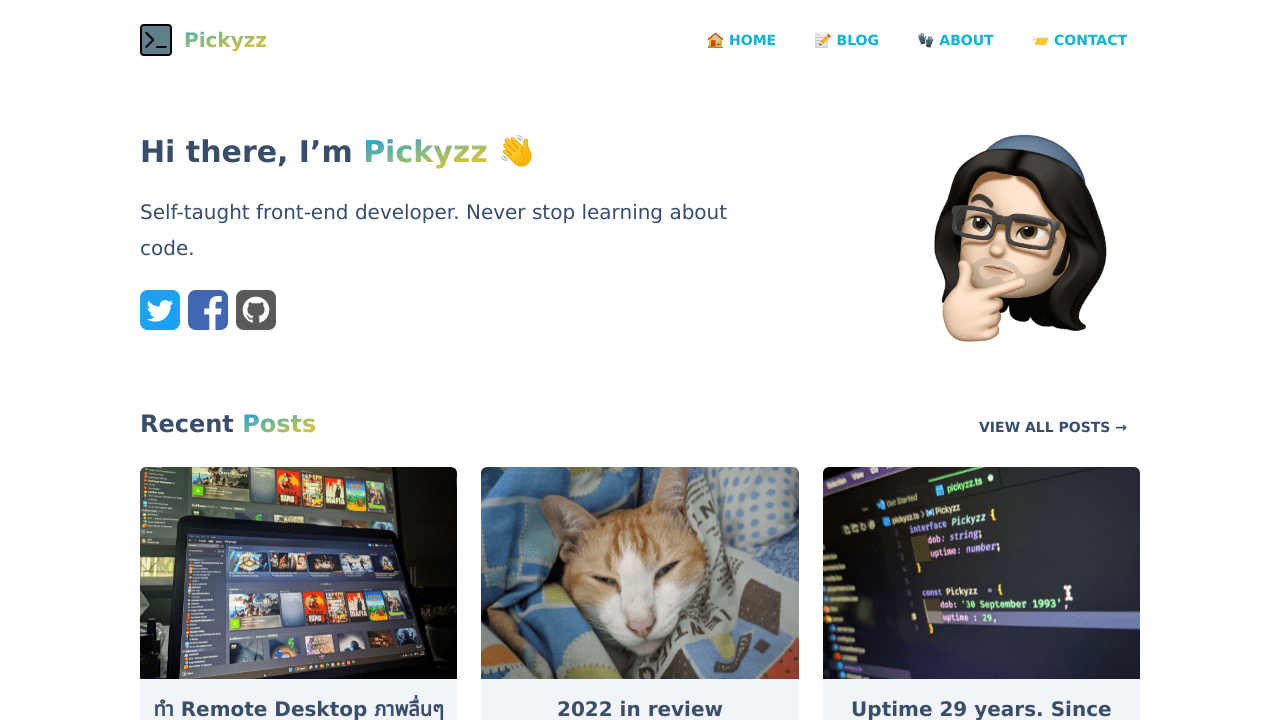 Pickyzz
🏠 HOME
📝 BLOG
🧤 ABOUT
📨 CONTACT
Hi there, I’m Pickyzz 👋
Self-taught front-end developer. Never stop learning about
code.
Recent Posts
VIEW ALL POSTS →
Get Started
pickyzz.ts
pickyzz.ts > Pickyzz
interface Pickyzz {
dob: string;
uptime: number;
}
const Pickyzz = {
dob: '30 September 1993',
uptime : 29,
}
ทำ Remote Desktop ภาพลื่นๆ
2022 in review
Uptime 29 years. Since